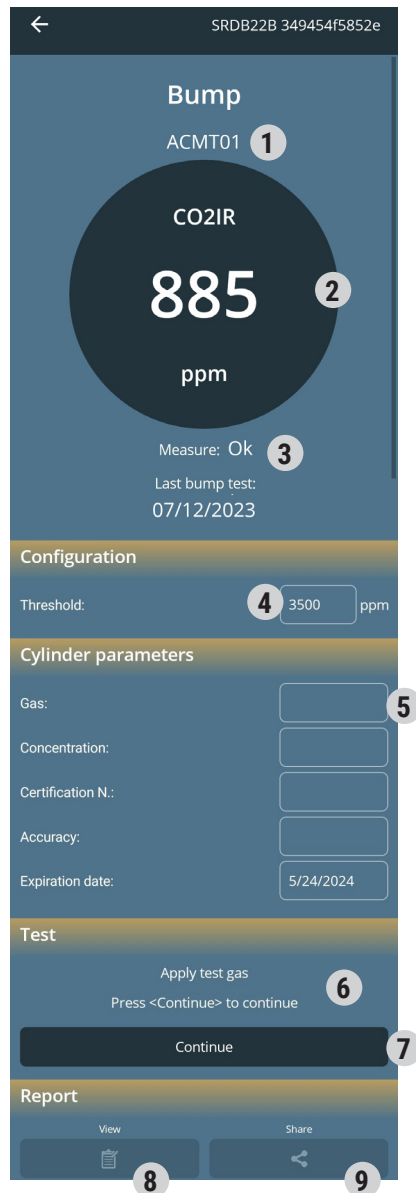 SRDB22B 349454f5852e
Bump
ACMT01 1
CO2IR
885 2
ppm
Measure: Ok 3
Last bump test:
07/12/2023
Configuration
Threshold: 4 3500 ppm
Cylinder parameters
Gas: 5
Concentration:
Certification N.:
Accuracy:
Expiration date: 5/24/2024
Test
Apply test gas
6
Press <Continue> to continue
Continue 7
Report
View Share
8 9